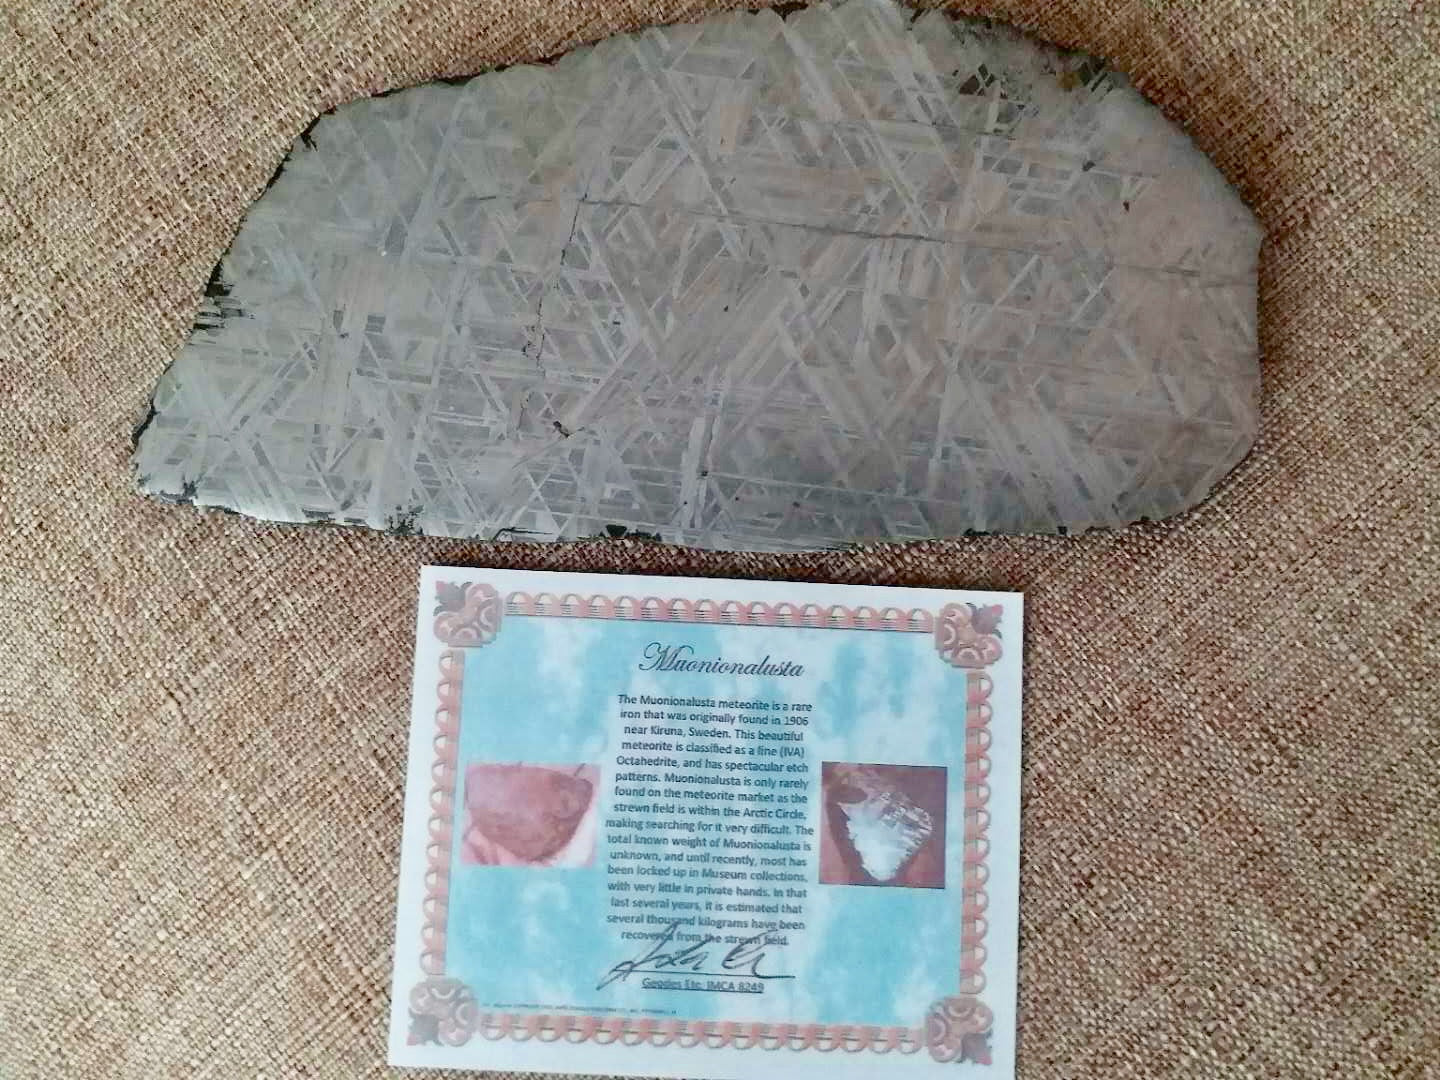 Muonionalusta
The Muonionalusta meteorite is a rare
iron that was originally found in 1906
near Kiruna, Sweden. This beautiful
meteorite is classified as a fine (IVA)
Octahedrite, and has spectacular etch
patterns. Muonionalusta is only rarely
found on the meteorite market as the
strewn field is within the Arctic Circle,
making searching for it very difficult. The
total known weight of Muonionalusta is
unknown, and until recently, most has
been locked up in Museum collections,
with very little in private hands. In that
last several years, it is estimated that
several thousand kilograms have been
recovered from the strewn field.
Geodes Etc. IMCA 8249